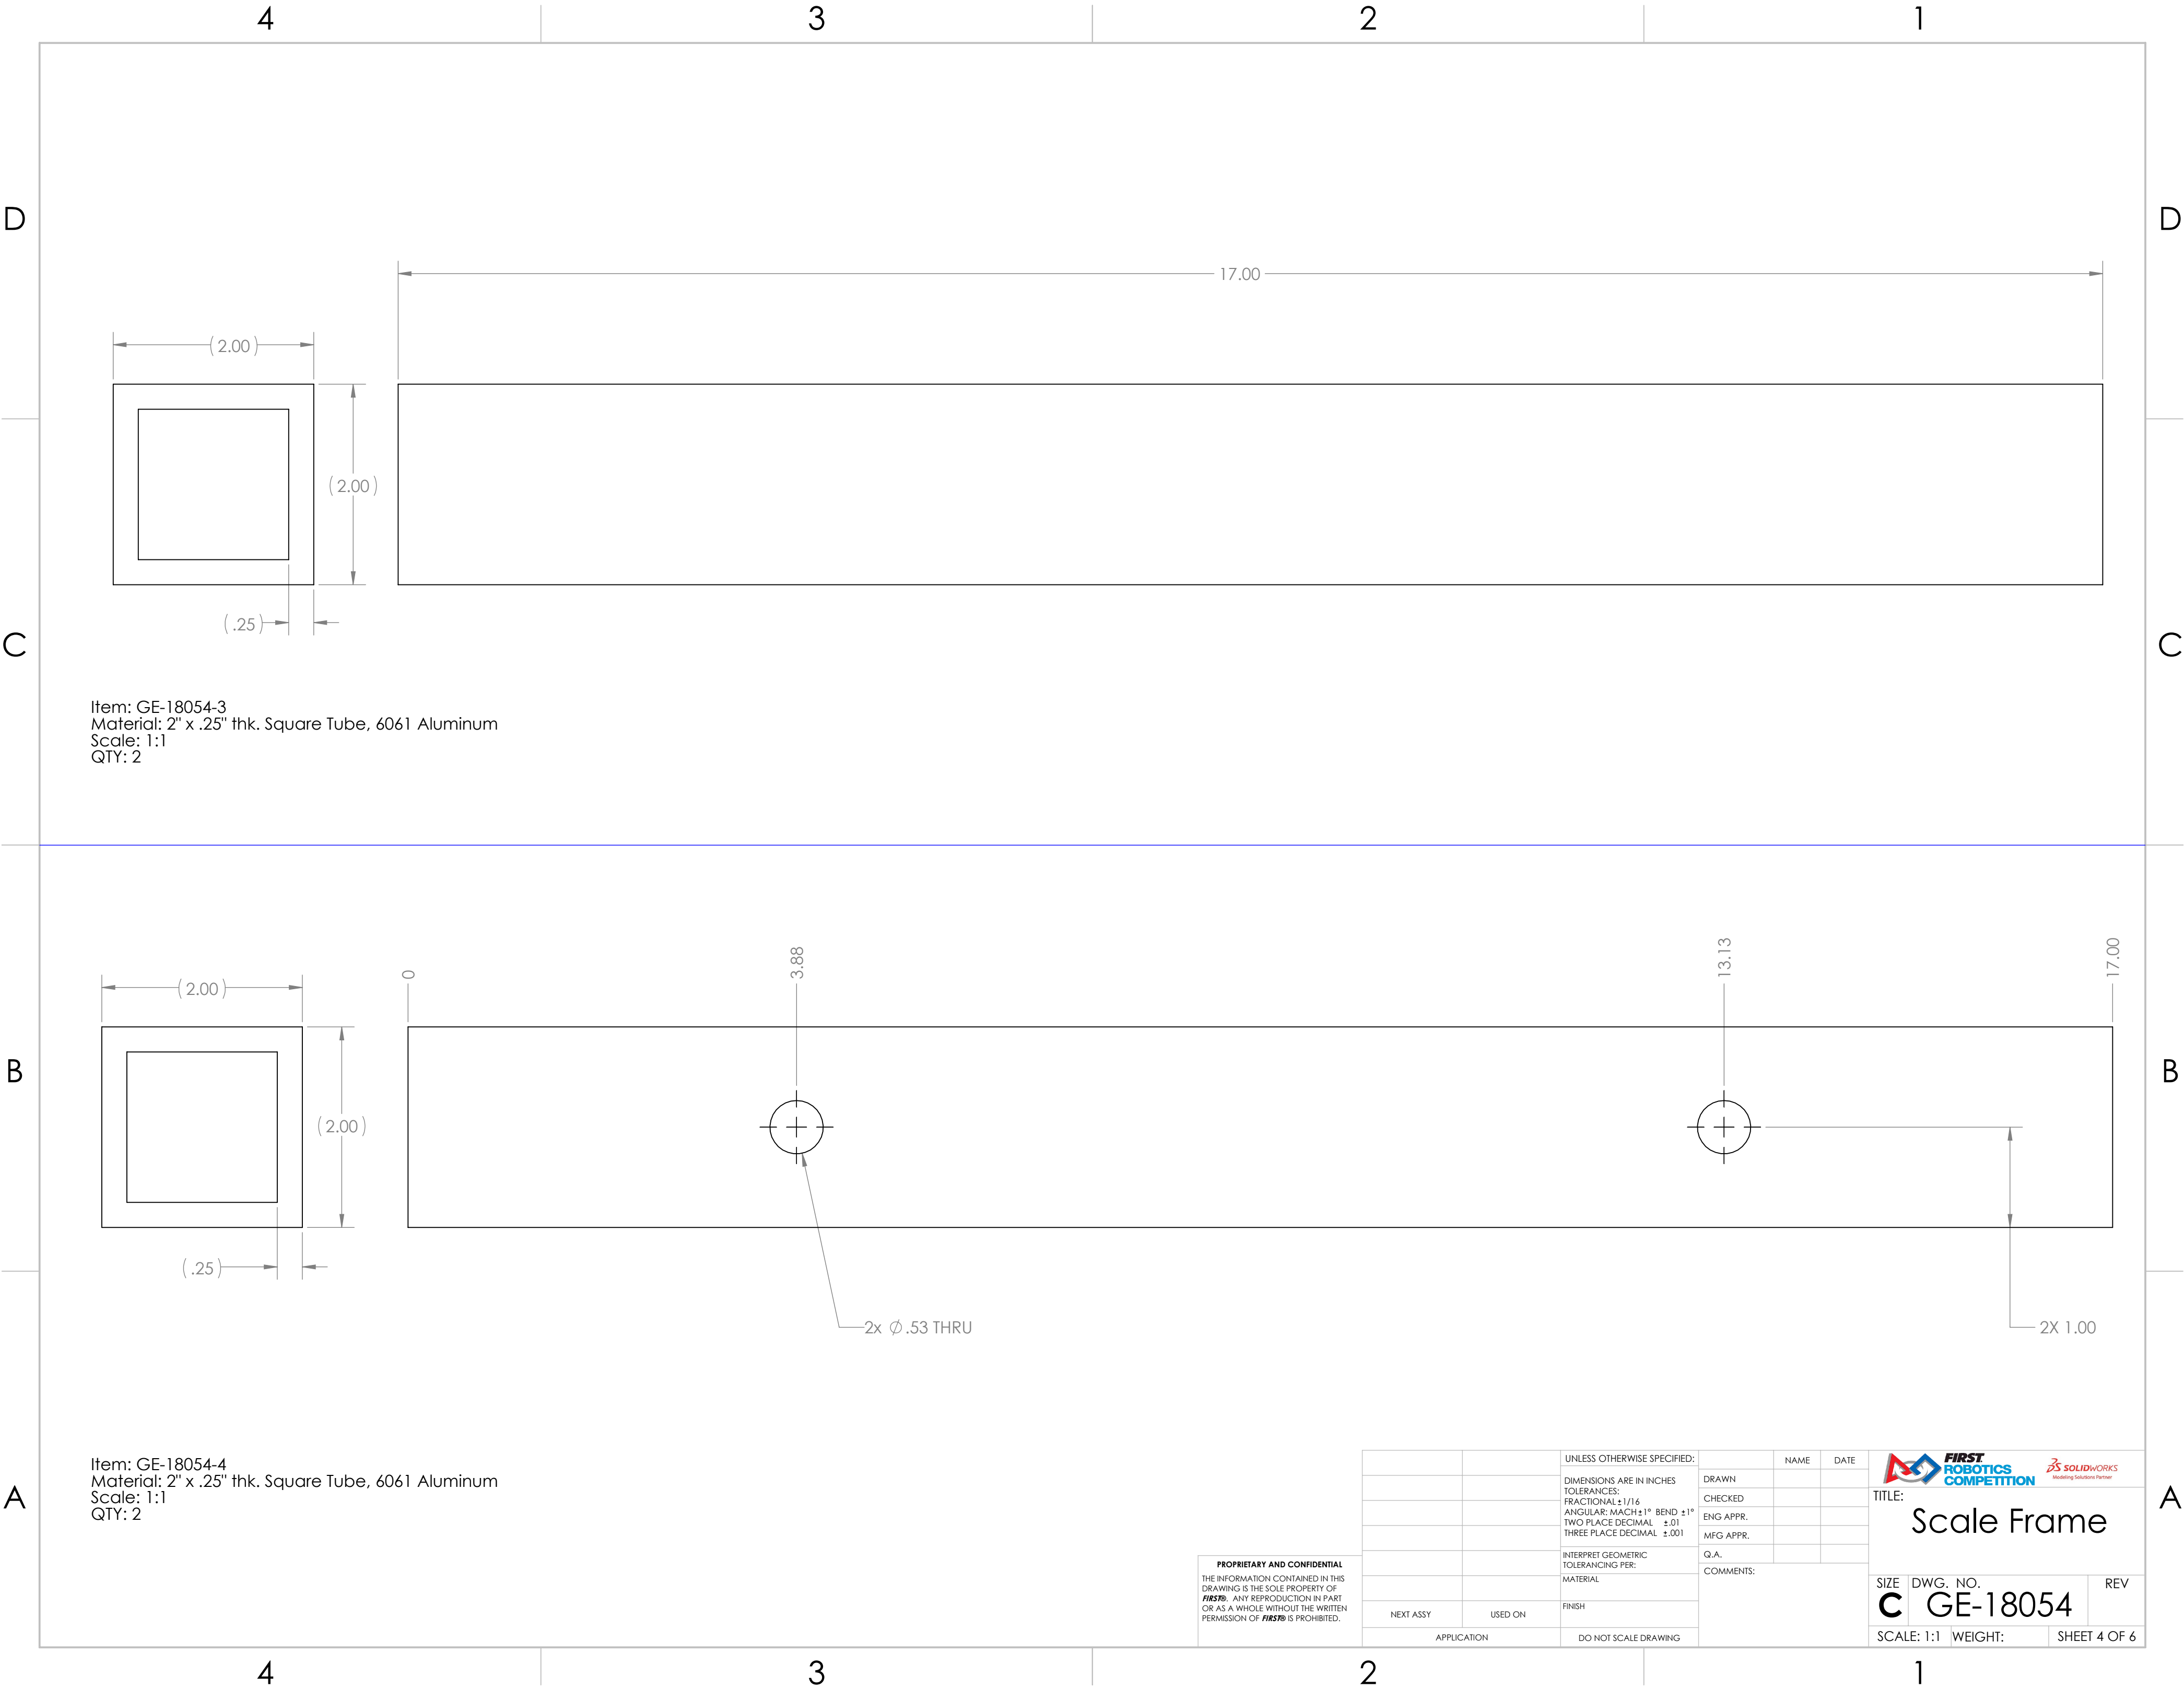 4 3 2 1
D D
17.00
(2.00)
(2.00)
(.25)
C C
Item: GE-18054-3
Material: 2" x .25" thk. Square Tube, 6061 Aluminum
Scale: 1:1
QTY: 2
0 3.88 13.13 17.00
(2.00)
(2.00)
B B
(.25)
2x Ø.53 THRU
2X 1.00
Item: GE-18054-4
Material: 2" x .25" thk. Square Tube, 6061 Aluminum
Scale: 1:1
QTY: 2
A A
PROPRIETARY AND CONFIDENTIAL
THE INFORMATION CONTAINED IN THIS
DRAWING IS THE SOLE PROPERTY OF
FIRST®. ANY REPRODUCTION IN PART
OR AS A WHOLE WITHOUT THE WRITTEN
PERMISSION OF FIRST® IS PROHIBITED.
NEXT ASSY USED ON
APPLICATION
UNLESS OTHERWISE SPECIFIED:
DIMENSIONS ARE IN INCHES
TOLERANCES:
FRACTIONAL±1/16
ANGULAR: MACH±1° BEND ±1°
TWO PLACE DECIMAL ±.01
THREE PLACE DECIMAL ±.001
INTERPRET GEOMETRIC
TOLERANCING PER:
MATERIAL
FINISH
DO NOT SCALE DRAWING
NAME DATE
DRAWN
CHECKED
ENG APPR.
MFG APPR.
Q.A.
COMMENTS:
FIRST
ROBOTICS
COMPETITION
SOLIDWORKS
Modeling Solutions Partner
TITLE:
Scale Frame
SIZE DWG. NO. REV
C GE-18054
SCALE: 1:1 WEIGHT: SHEET 4 OF 6
4 3 2 1